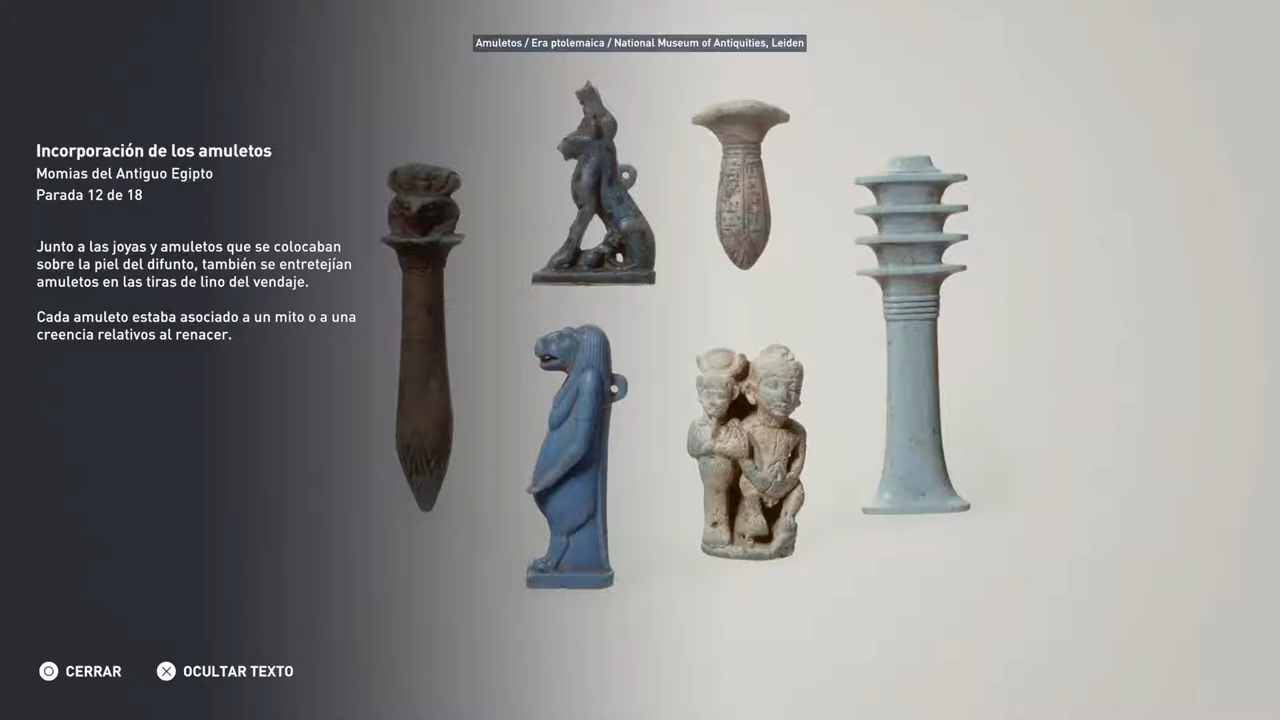 Amuletos / Era ptolemaica / National Museum of Antiquities, Leiden
Incorporación de los amuletos
Momias del Antiguo Egipto
Parada 12 de 18
Junto a las joyas y amuletos que se colocaban
sobre la piel del difunto, también se entretejían
amuletos en las tiras de lino del vendaje.
Cada amuleto estaba asociado a un mito o a una
creencia relativos al renacer.
CERRAR
OCULTAR TEXTO